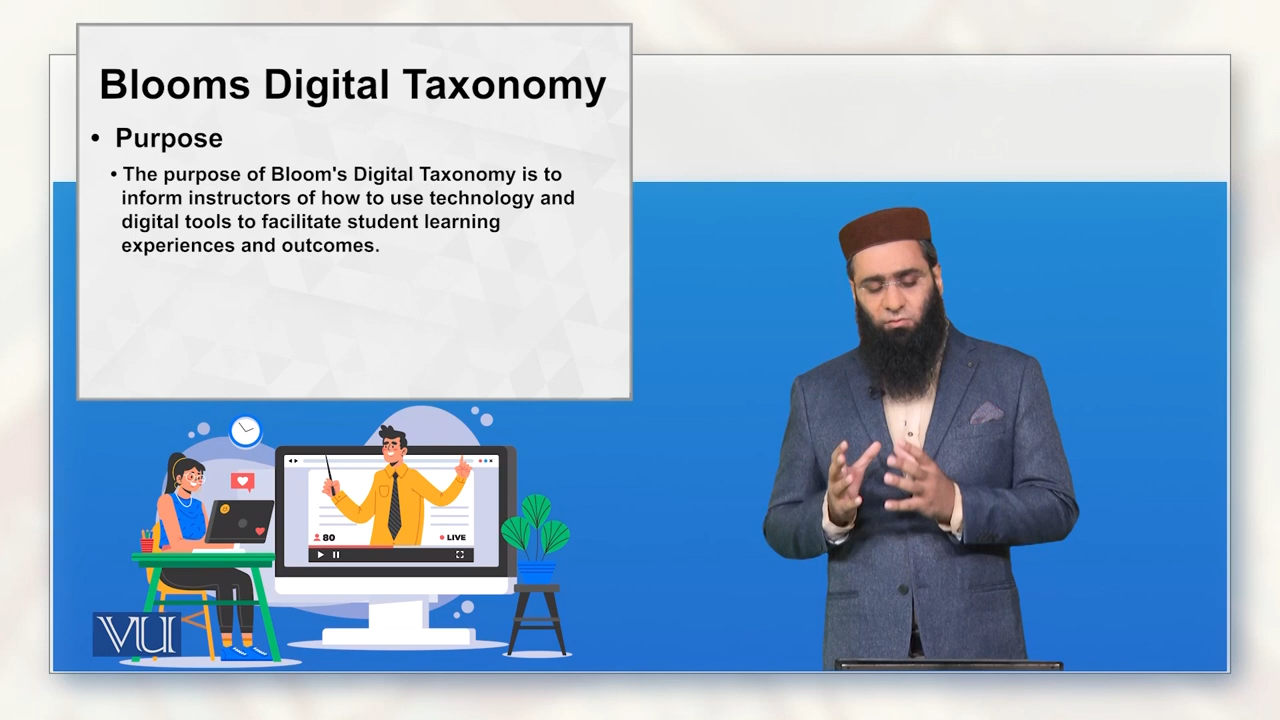 Blooms Digital Taxonomy
• Purpose
• The purpose of Bloom's Digital Taxonomy is to
inform instructors of how to use technology and
digital tools to facilitate student learning
experiences and outcomes.
80
LIVE
VU